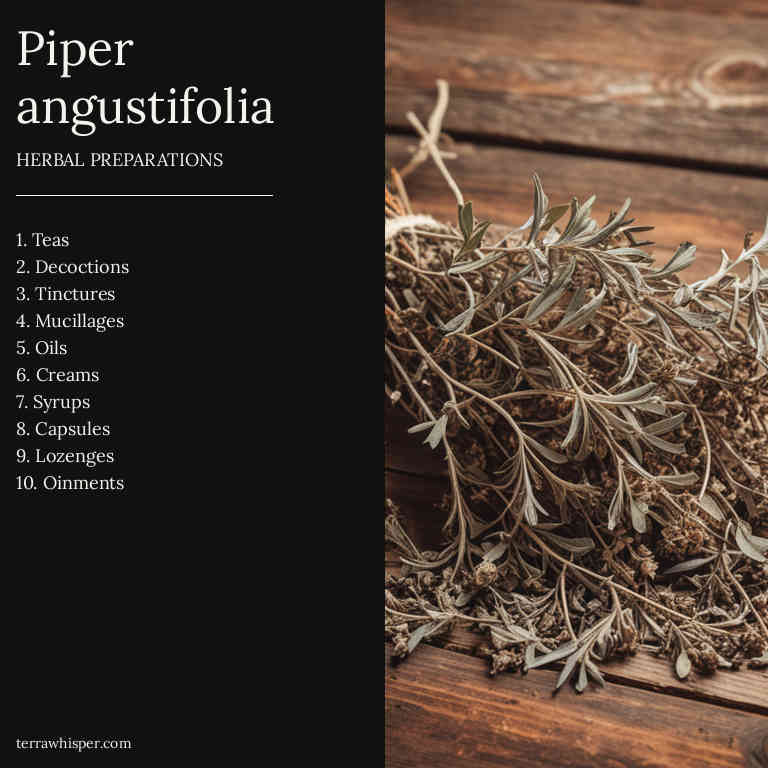 Piper
angustifolia
HERBAL PREPARATIONS
1. Teas
2. Decoctions
3. Tinctures
4. Mucillages
5. Oils
6. Creams
7. Syrups
8. Capsules
9. Lozenges
10. Oinments
terrawhisper.com